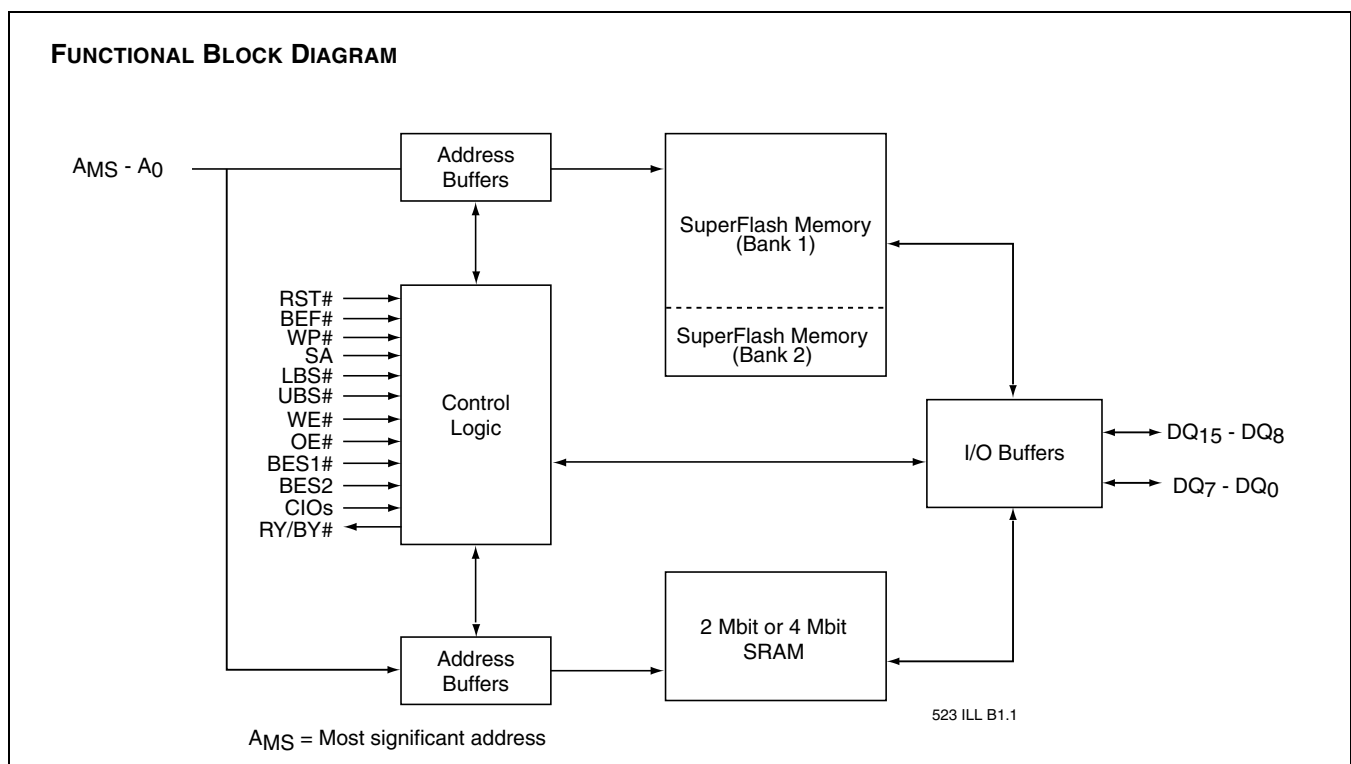 FUNCTIONAL BLOCK DIAGRAM
AMS - A0
Address
Buffers
SuperFlash Memory
(Bank 1)
SuperFlash Memory
(Bank 2)
RST#
BEF#
WP#
SA
LBS#
UBS#
WE#
OE#
BES1#
BES2
CIOs
RY/BY#
Control
Logic
I/O Buffers
DQ15 - DQ8
DQ7 - DQ0
2 Mbit or 4 Mbit
SRAM
Address
Buffers
523 ILL B1.1
AMS = Most significant address